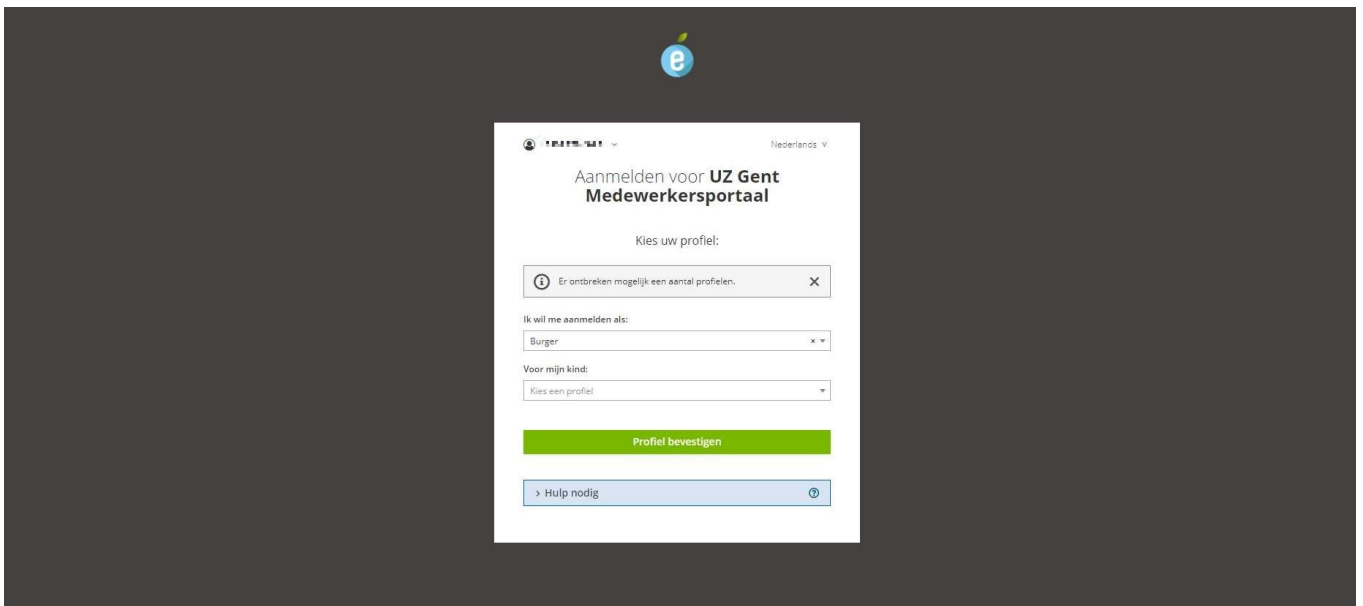 e
Nederlands
Aanmelden voor UZ Gent
Medewerkersportaal
Kies uw profiel:
Er ontbreken mogelijk een aantal profielen.
Ik wil me aanmelden als:
Burger
Voor mijn kind:
Kies een profiel
Profiel bevestigen
> Hulp nodig